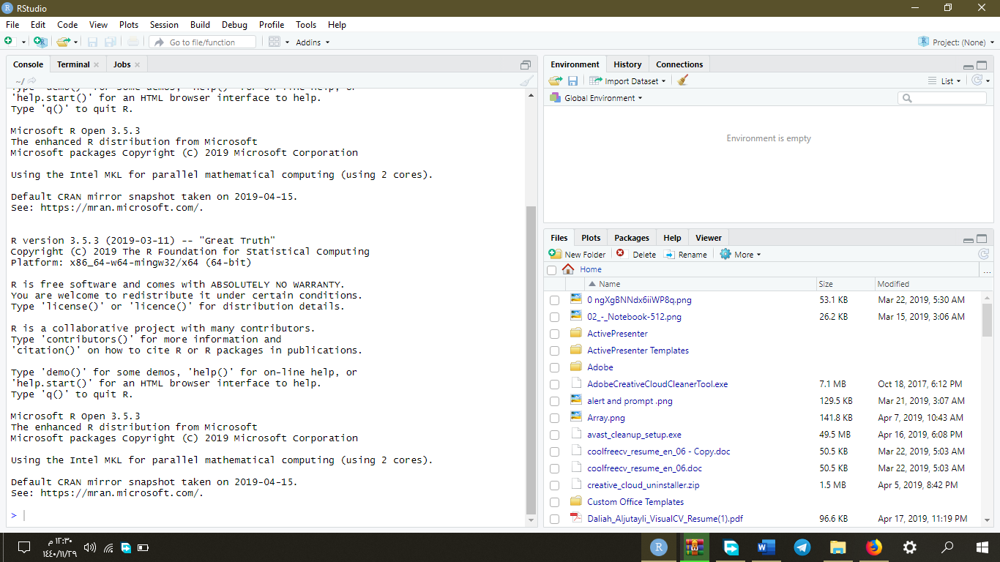 RStudio
File Edit Code View Plots Session Build Debug Profile Tools Help
Go to file/function Addins Project: (None)
Console Terminal Jobs
~/
Type 'demo()' for some demos, 'help()' for on-line help, or
'help.start()' for an HTML browser interface to help.
Type 'q()' to quit R.
Microsoft R Open 3.5.3
The enhanced R distribution from Microsoft
Microsoft packages Copyright (C) 2019 Microsoft Corporation
Using the Intel MKL for parallel mathematical computing (using 2 cores).
Default CRAN mirror snapshot taken on 2019-04-15.
See: https://mran.microsoft.com/.
R version 3.5.3 (2019-03-11) -- "Great Truth"
Copyright (C) 2019 The R Foundation for Statistical Computing
Platform: x86_64-w64-mingw32/x64 (64-bit)
R is free software and comes with ABSOLUTELY NO WARRANTY.
You are welcome to redistribute it under certain conditions.
Type 'license()' or 'licence()' for distribution details.
R is a collaborative project with many contributors.
Type 'contributors()' for more information and
'citation()' on how to cite R or R packages in publications.
Type 'demo()' for some demos, 'help()' for on-line help, or
'help.start()' for an HTML browser interface to help.
Type 'q()' to quit R.
Microsoft R Open 3.5.3
The enhanced R distribution from Microsoft
Microsoft packages Copyright (C) 2019 Microsoft Corporation
Using the Intel MKL for parallel mathematical computing (using 2 cores).
Default CRAN mirror snapshot taken on 2019-04-15.
See: https://mran.microsoft.com/.
>
Environment History Connections
Import Dataset List
Global Environment
Environment is empty
Files Plots Packages Help Viewer
New Folder Delete Rename More
Home ...
Name Size Modified
0 ngXgBNNdx6iiWP8q.png 53.1 KB Mar 22, 2019, 5:30 AM
02_-_Notebook-512.png 26.2 KB Mar 15, 2019, 3:06 AM
ActivePresenter
ActivePresenter Templates
Adobe
AdobeCreativeCloudCleanerTool.exe 7.1 MB Oct 18, 2017, 6:12 PM
alert and prompt .png 129.5 KB Mar 21, 2019, 3:07 AM
Array.png 141.8 KB Apr 7, 2019, 10:43 AM
avast_cleanup_setup.exe 49.5 MB Apr 16, 2019, 6:08 PM
coolfreecv_resume_en_06 - Copy.doc 50.5 KB Mar 22, 2019, 5:03 AM
coolfreecv_resume_en_06.doc 50.5 KB Mar 22, 2019, 5:03 AM
creative_cloud_uninstaller.zip 1.5 MB Apr 5, 2019, 8:42 PM
Custom Office Templates
Daliah_Aljutayli_VisualCV_Resume(1).pdf 96.6 KB Apr 17, 2019, 11:19 PM
١٢:٣٠ م
١٤٤٠/١١/٢٩